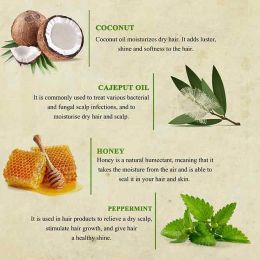 COCONUT
Coconut oil moisturizes dry hair. It adds luster,
shine and softness to the hair.
CAJEPUT OIL
It is commonly used to treat various bacterial
and fungal scalp infections, and to
moisturise dry hair and scalp.
HONEY
Honey is a natural humectant, meaning that it
takes the moisture from the air and is able to
seal it in your hair and skin.
PEPPERMINT
It is used in hair products to relieve a dry scalp,
stimulate hair growth, and give hair
a healthy shine.